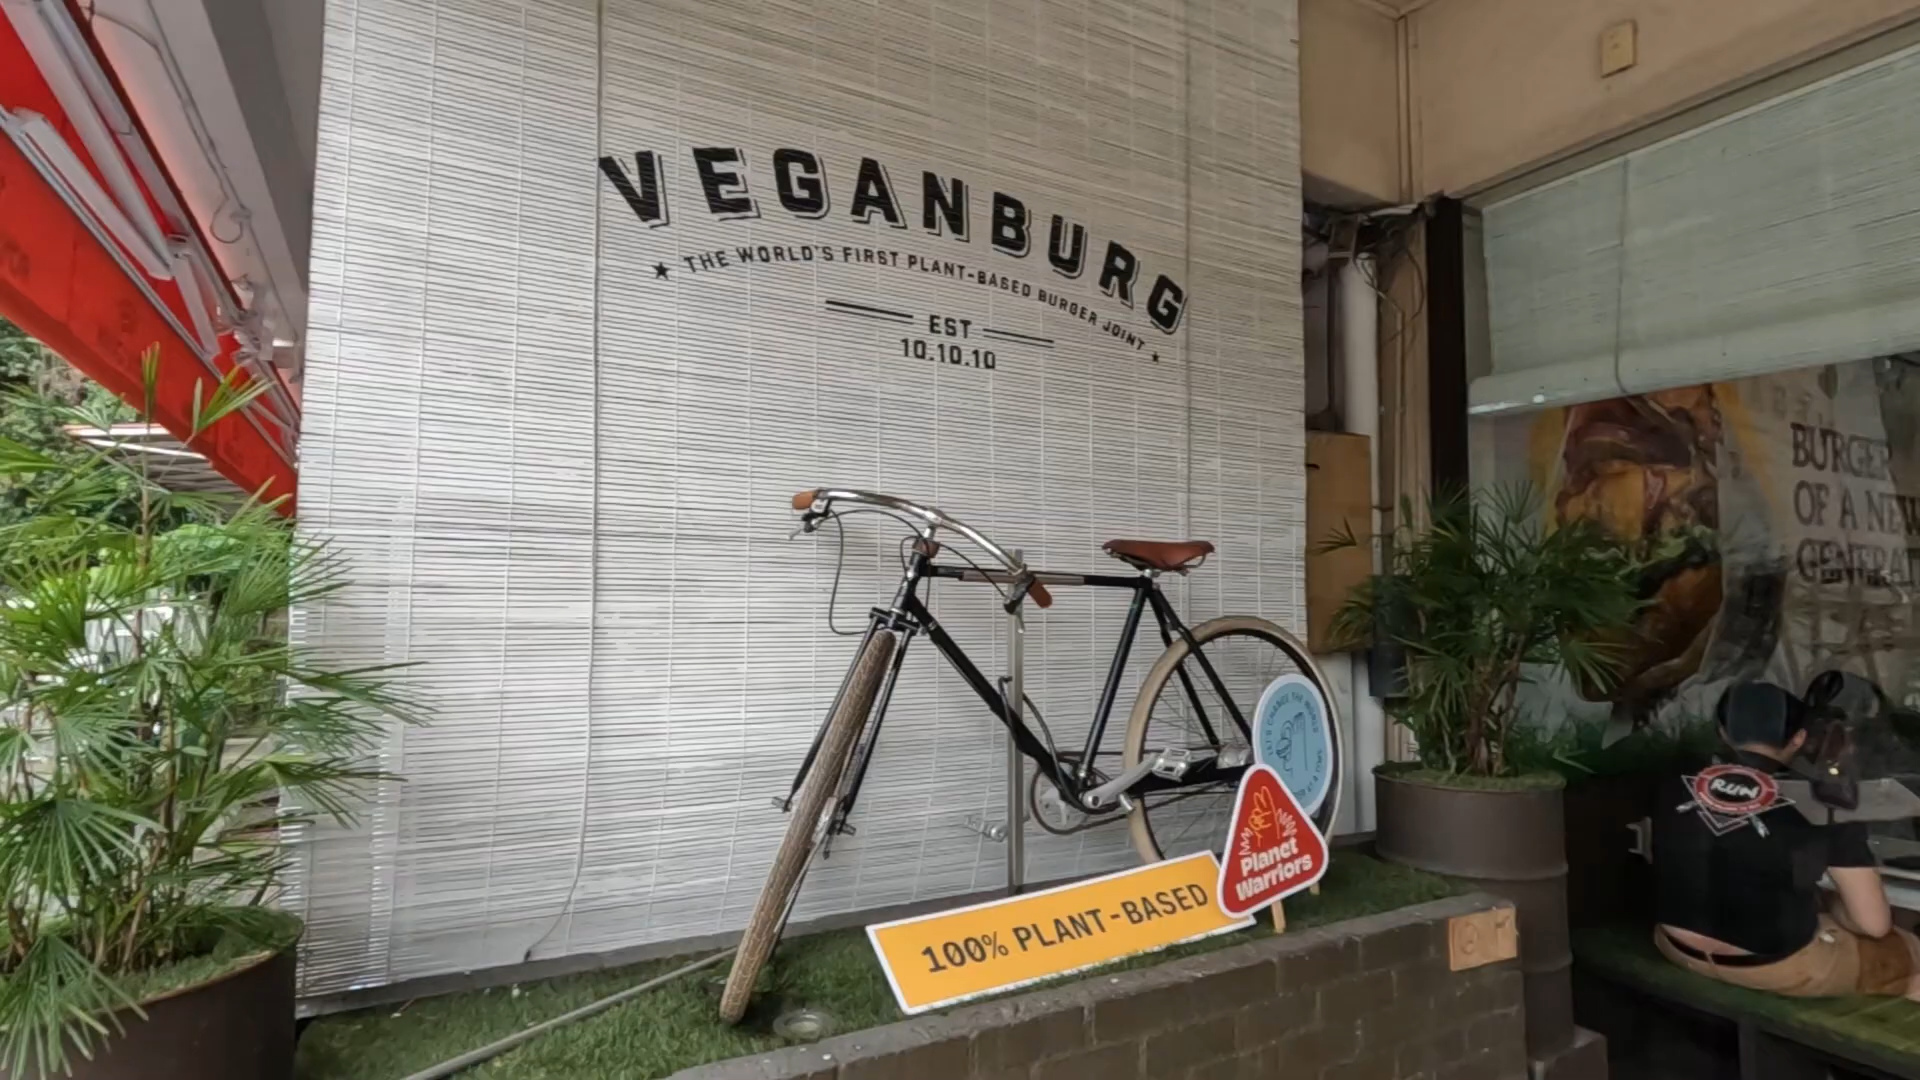 VEGANBURG
★ THE WORLD'S FIRST PLANT-BASED BURGER JOINT ★
EST
10.10.10
BURGER
OF A NEW
100% PLANT-BASED
Planet
Warriors
RUN